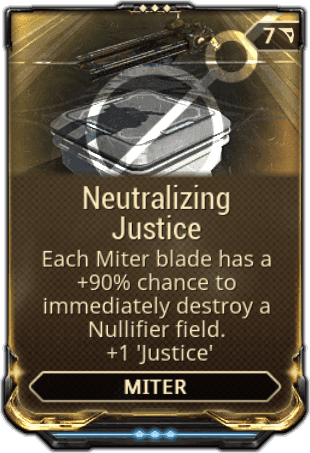 7
Neutralizing
Justice
Each Miter blade has a
+90% chance to
immediately destroy a
Nullifier field.
+1 'Justice'
MITER